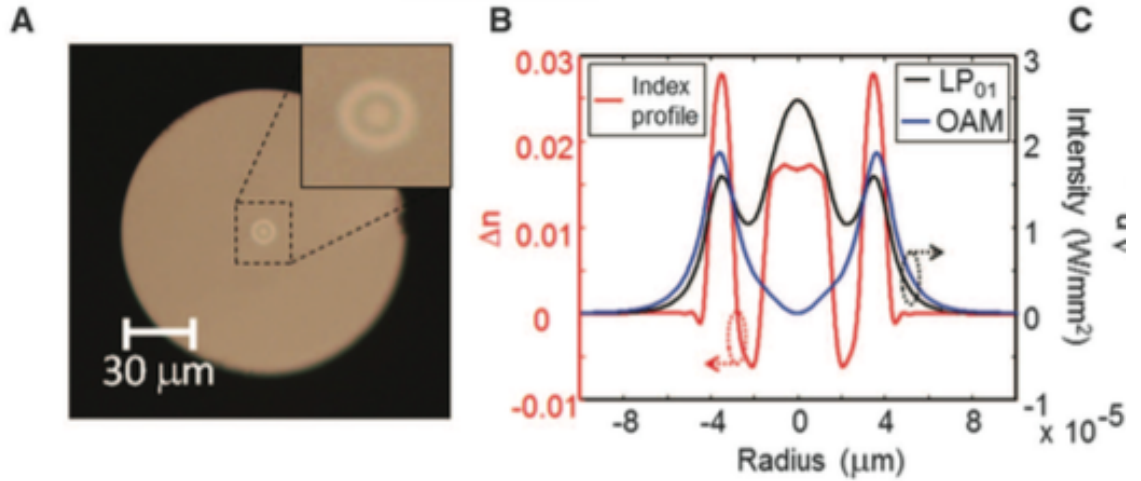 A
B
C
30 μm
0.03
0.02
0.01
0
-0.01
Δn
Index
profile
LP01
OAM
3
2
1
0
-1
x 10-5
Intensity (W/mm2)
-8
-4
0
4
8
Radius (μm)